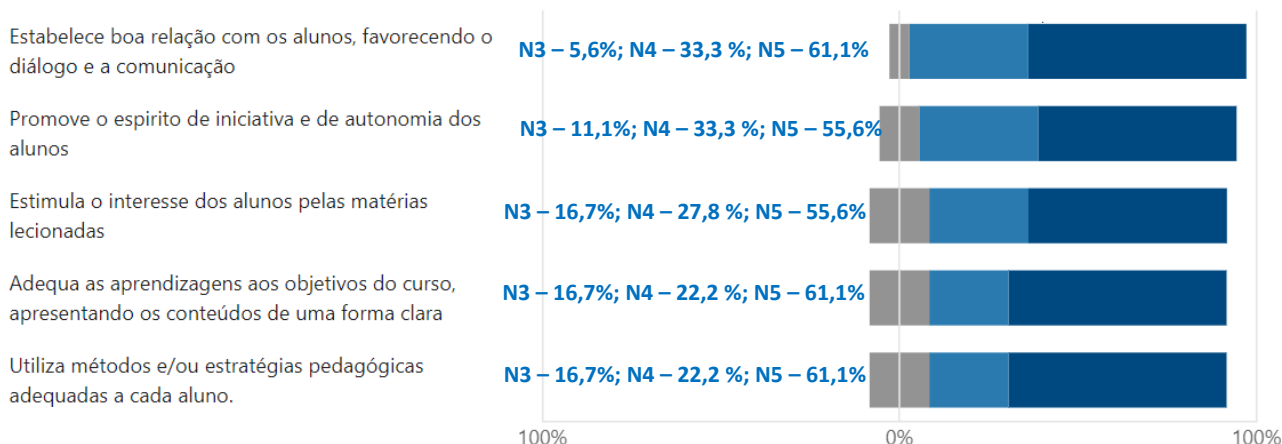 Estabelece boa relação com os alunos, favorecendo o
diálogo e a comunicação
N3 – 5,6%; N4 – 33,3 %; N5 – 61,1%
Promove o espirito de iniciativa e de autonomia dos
alunos
N3 – 11,1%; N4 – 33,3 %; N5 – 55,6%
Estimula o interesse dos alunos pelas matérias
lecionadas
N3 – 16,7%; N4 – 27,8 %; N5 – 55,6%
Adequa as aprendizagens aos objetivos do curso,
apresentando os conteúdos de uma forma clara
N3 – 16,7%; N4 – 22,2 %; N5 – 61,1%
Utiliza métodos e/ou estratégias pedagógicas
adequadas a cada aluno.
N3 – 16,7%; N4 – 22,2 %; N5 – 61,1%
100% 0% 100%